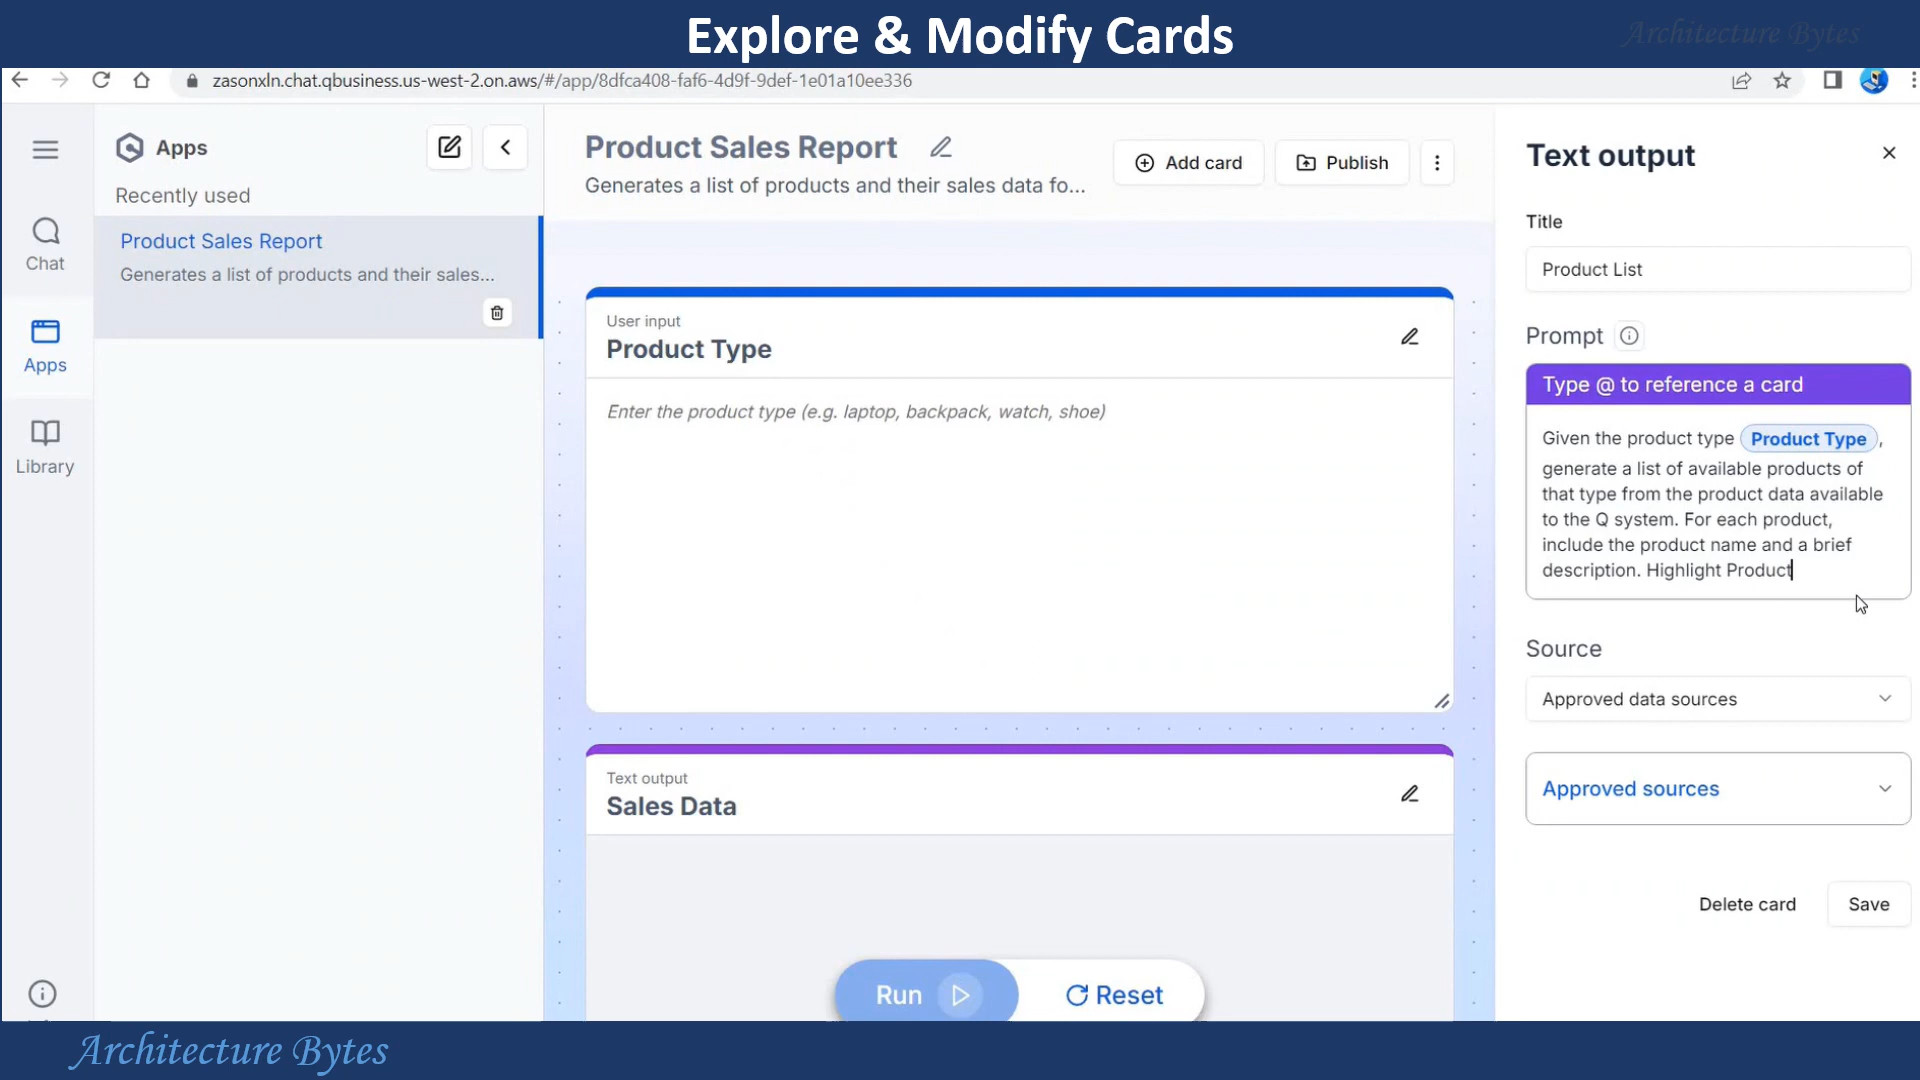 Explore & Modify Cards
Architecture Bytes
zasonxln.chat.qbusiness.us-west-2.on.aws/#/app/8dfca408-faf6-4d9f-9def-1e01a10ee336
Apps
Recently used
Product Sales Report
Generates a list of products and their sales...
Chat
Apps
Library
Product Sales Report
Generates a list of products and their sales data fo...
Add card
Publish
User input
Product Type
Enter the product type (e.g. laptop, backpack, watch, shoe)
Text output
Sales Data
Run
Reset
Text output
Title
Product List
Prompt
Type @ to reference a card
Given the product type Product Type ,
generate a list of available products of
that type from the product data available
to the Q system. For each product,
include the product name and a brief
description. Highlight Product
Source
Approved data sources
Approved sources
Delete card
Save
Architecture Bytes